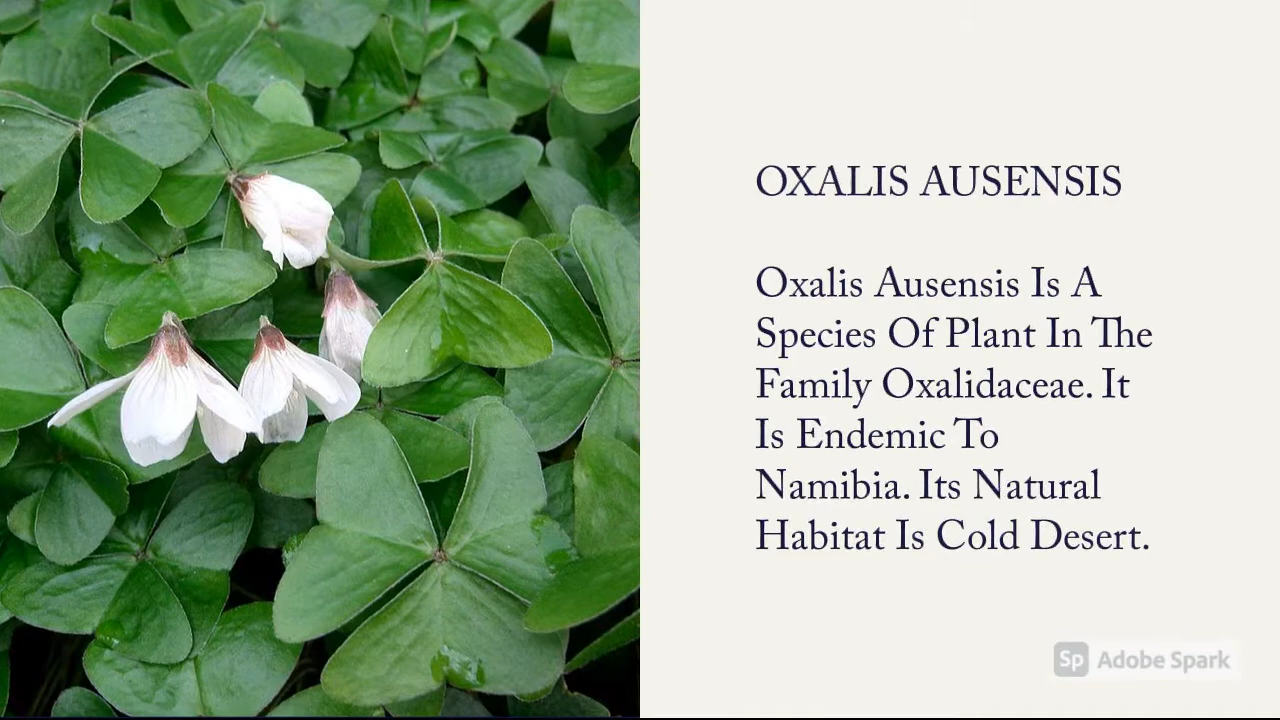 OXALIS AUSENSIS
Oxalis Ausensis Is A
Species Of Plant In The
Family Oxalidaceae. It
Is Endemic To
Namibia. Its Natural
Habitat Is Cold Desert.
Sp Adobe Spark